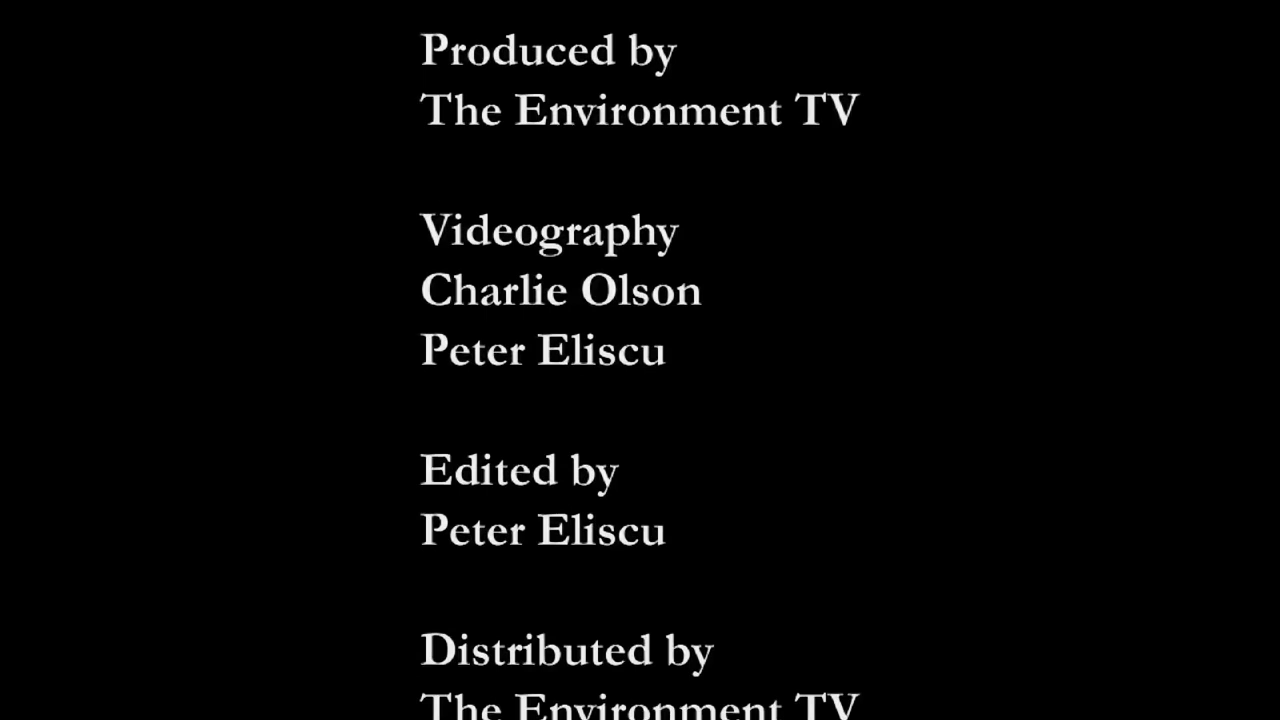 Produced by
The Environment TV
Videography
Charlie Olson
Peter Eliscu
Edited by
Peter Eliscu
Distributed by
The Environment TV